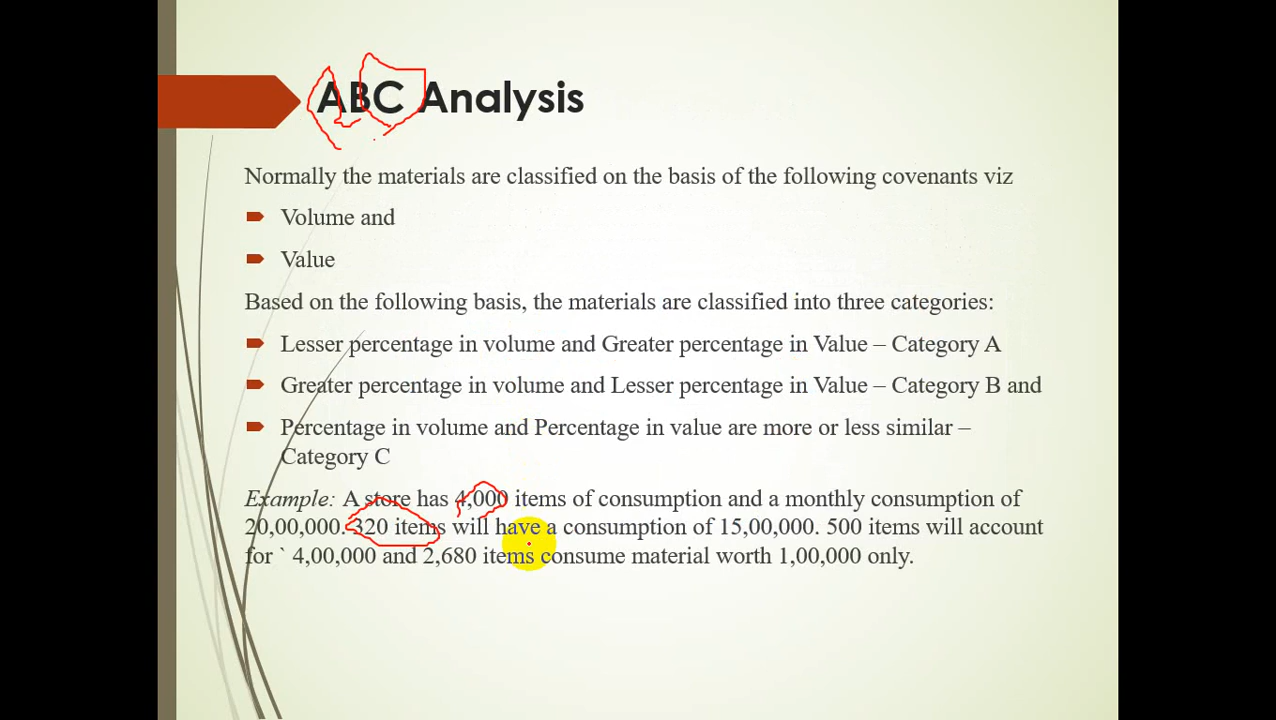 ABC Analysis
Normally the materials are classified on the basis of the following covenants viz
Volume and
Value
Based on the following basis, the materials are classified into three categories:
Lesser percentage in volume and Greater percentage in Value – Category A
Greater percentage in volume and Lesser percentage in Value – Category B and
Percentage in volume and Percentage in value are more or less similar –
Category C
Example: A store has 4,000 items of consumption and a monthly consumption of
20,00,000. 320 items will have a consumption of 15,00,000. 500 items will account
for ` 4,00,000 and 2,680 items consume material worth 1,00,000 only.